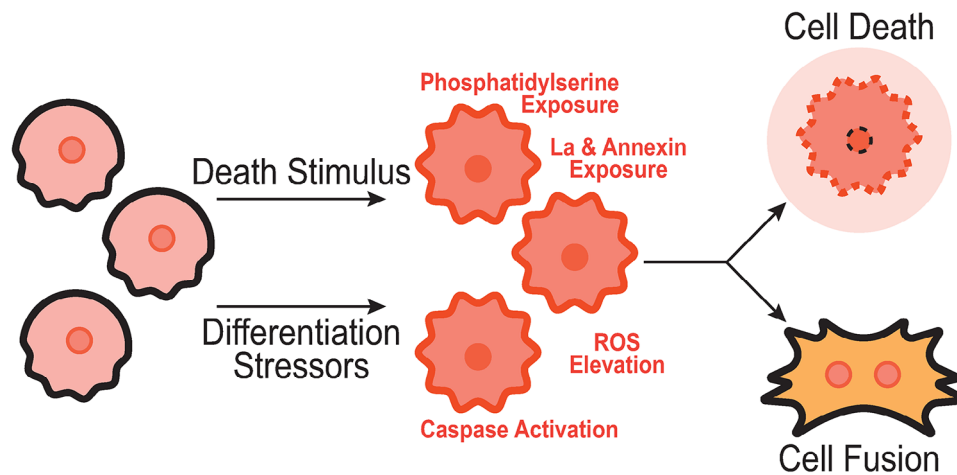 Cell Death
Phosphatidylserine
Exposure
La & Annexin
Exposure
Death Stimulus
Differentiation
Stressors
ROS
Elevation
Caspase Activation
Cell Fusion